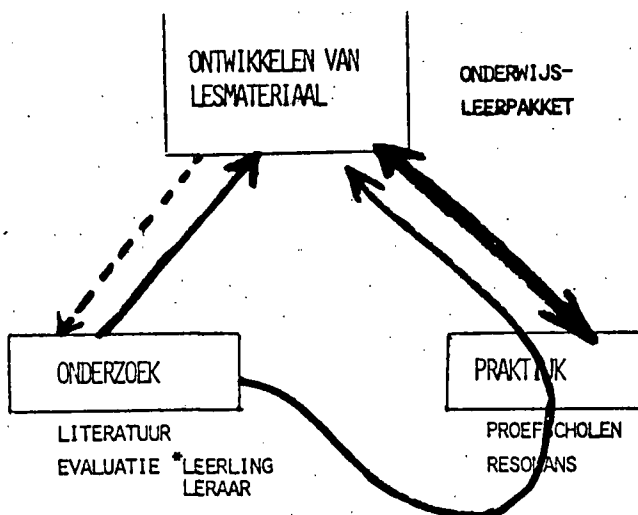 ONTWIKKELEN VAN
LESMATERIAAL
ONDERWIJS-
LEERPAKKET
ONDERZOEK
PRAKTIJK
LITERATUUR
EVALUATIE *LEERLING
LERAAR
PROEFSCHOLEN
RESONANS